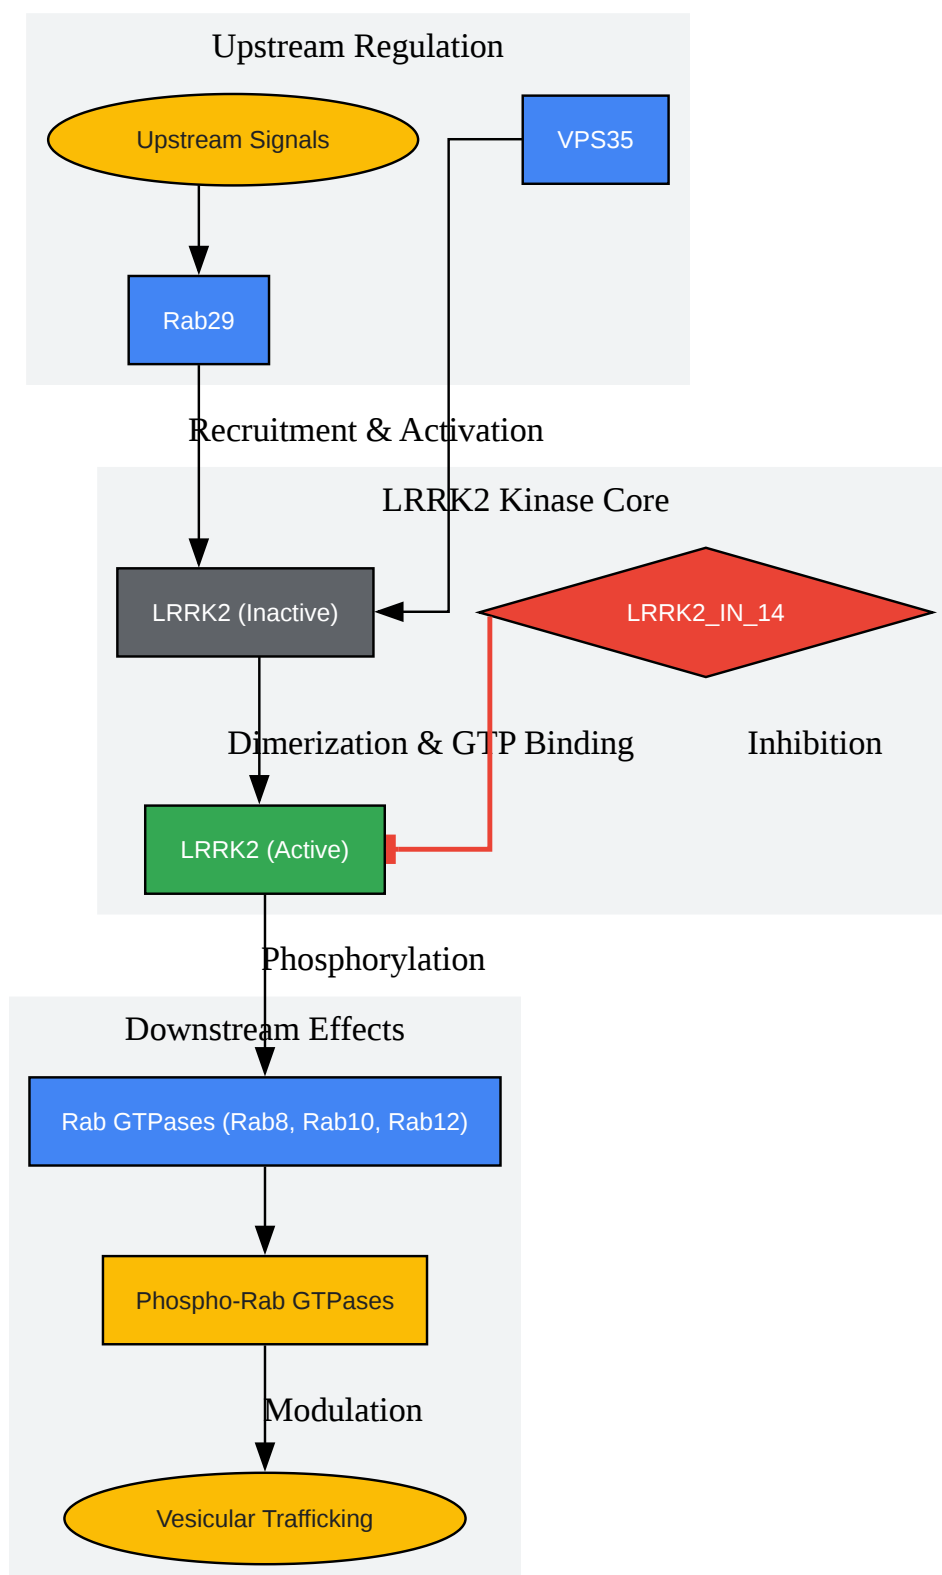 Upstream Regulation
Upstream Signals
VPS35
Rab29
Recruitment & Activation
LRRK2 Kinase Core
LRRK2 (Inactive)
LRRK2_IN_14
Dimerization & GTP Binding
Inhibition
LRRK2 (Active)
Phosphorylation
Downstream Effects
Rab GTPases (Rab8, Rab10, Rab12)
Phospho-Rab GTPases
Modulation
Vesicular Trafficking